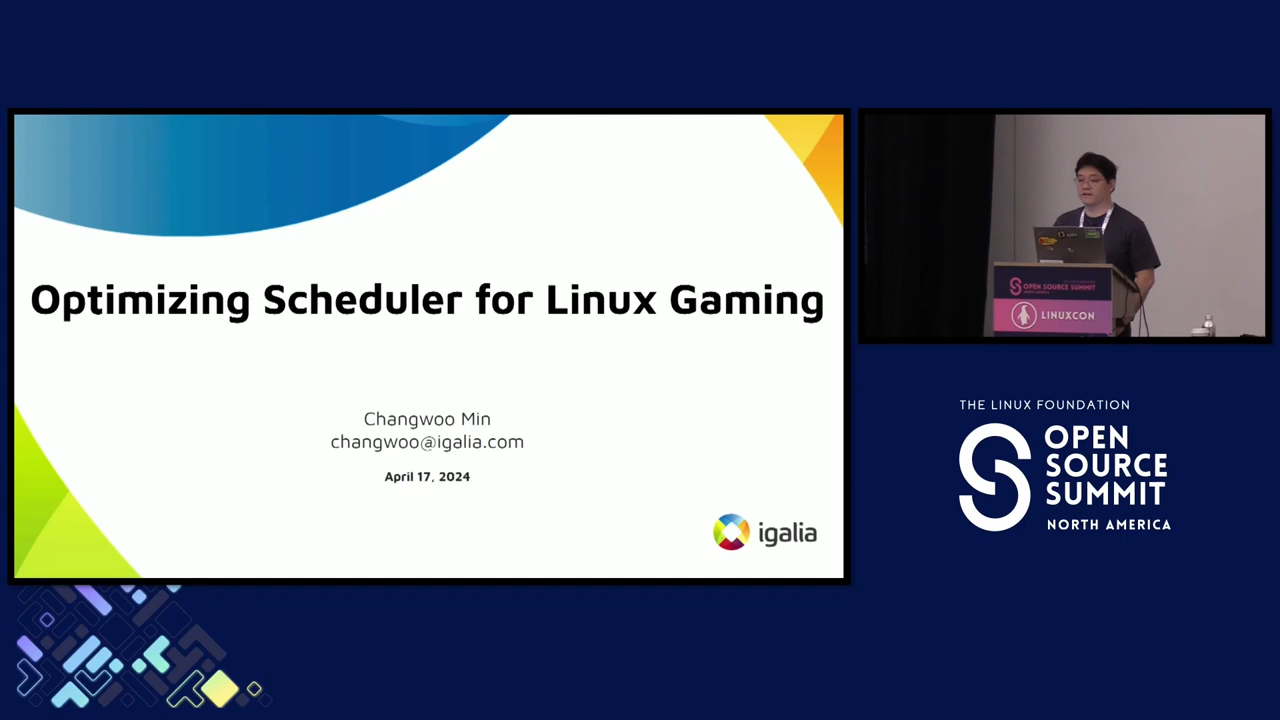 Optimizing Scheduler for Linux Gaming
Changwoo Min
changwoo@igalia.com
April 17, 2024
igalia
igalia
OPEN SOURCE SUMMIT
LINUXCON
THE LINUX FOUNDATION
OPEN
SOURCE
SUMMIT
NORTH AMERICA